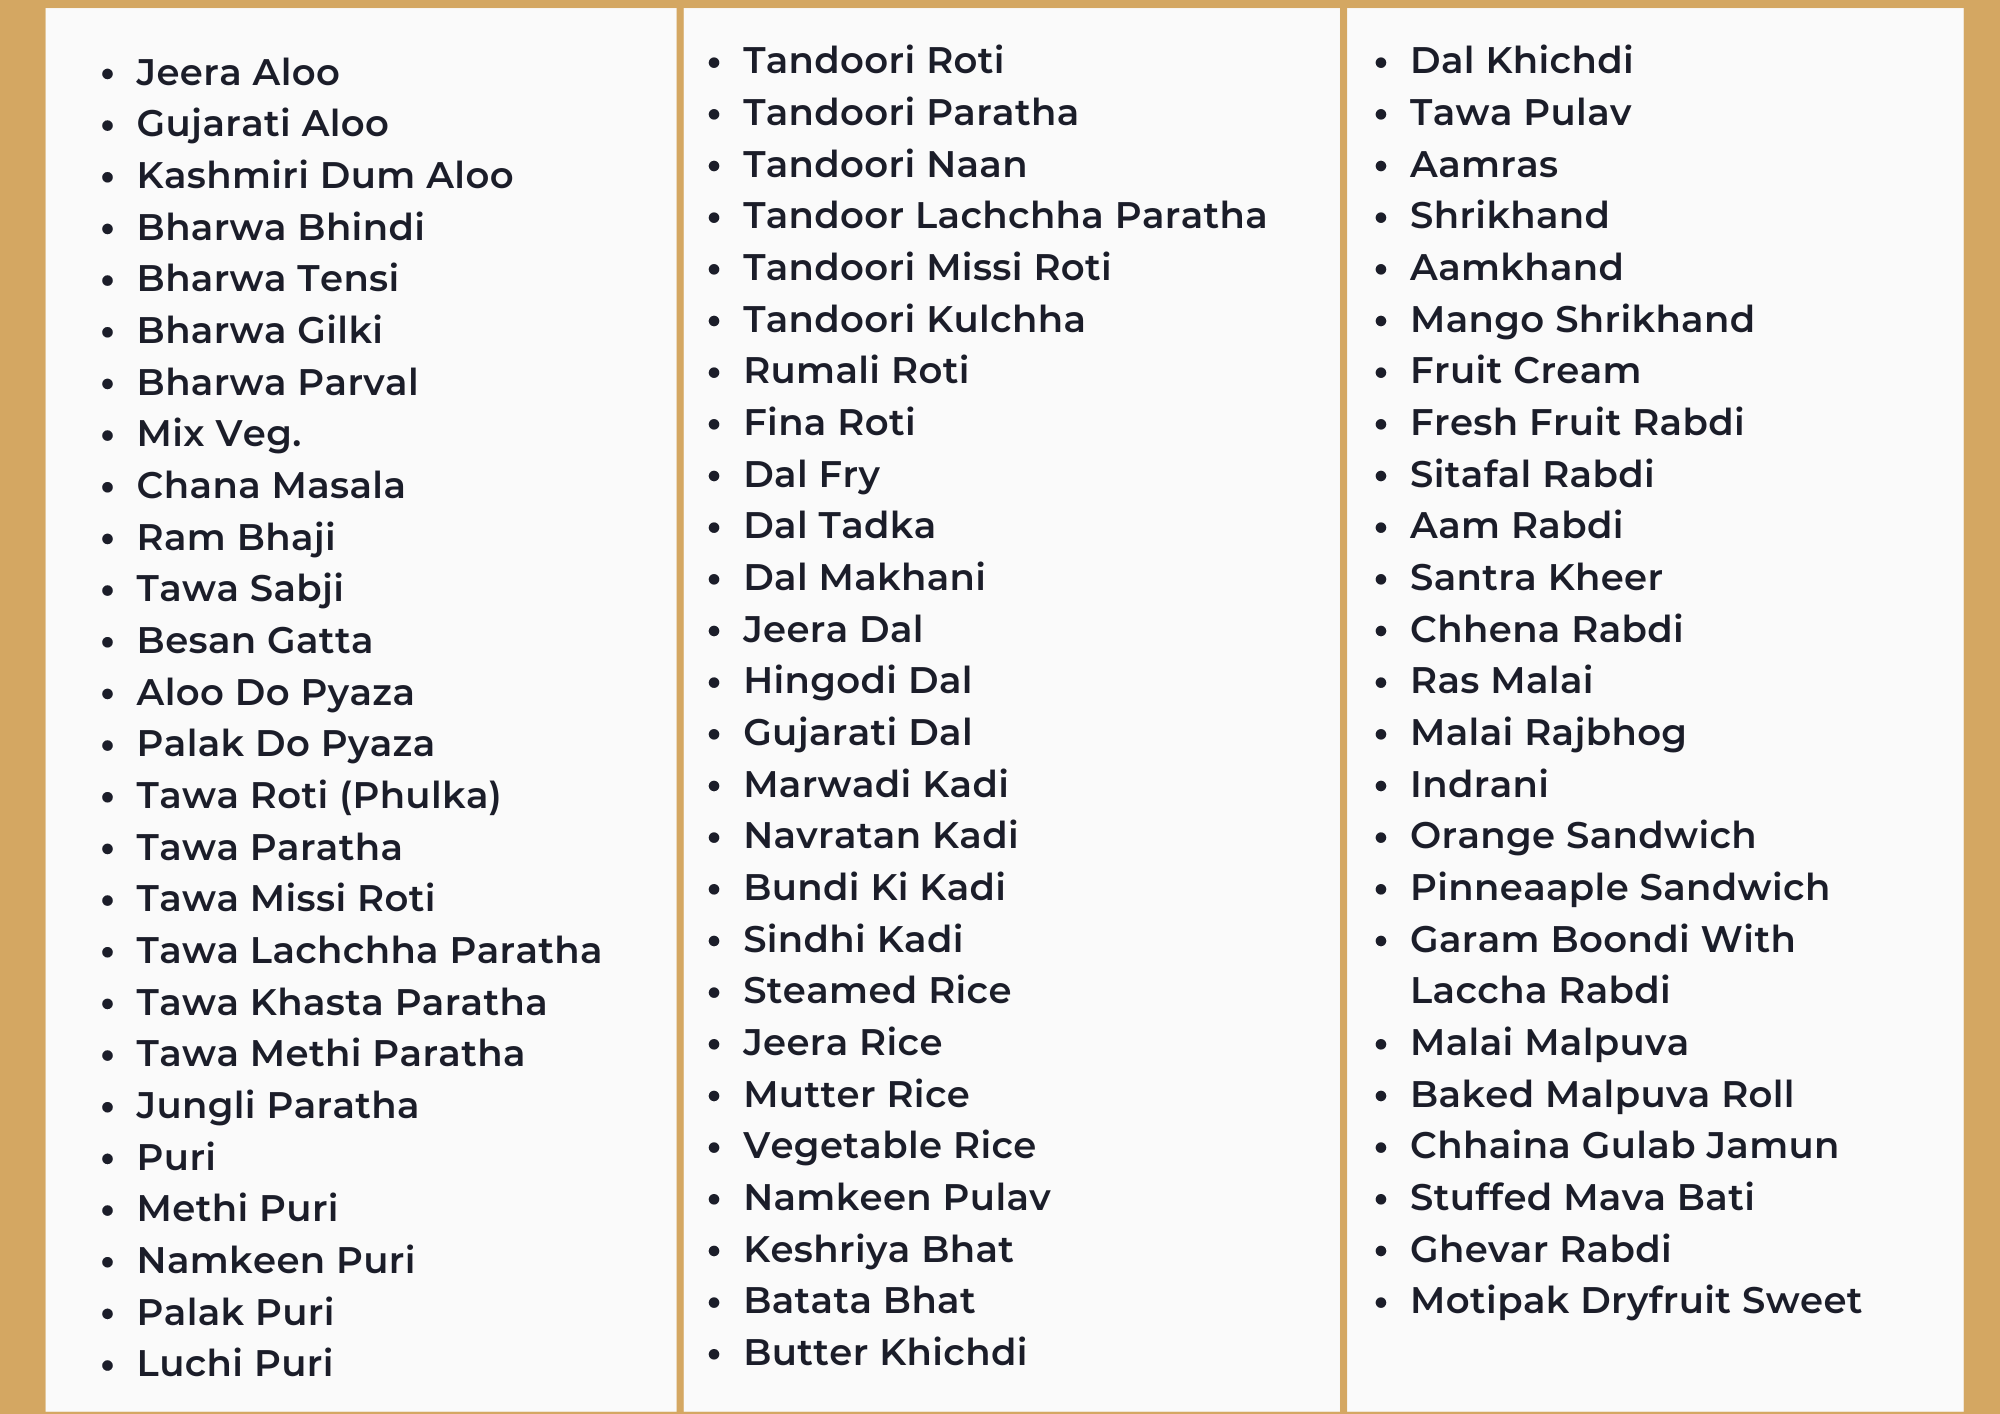 • Jeera Aloo
• Gujarati Aloo
• Kashmiri Dum Aloo
• Bharwa Bhindi
• Bharwa Tensi
• Bharwa Gilki
• Bharwa Parval
• Mix Veg.
• Chana Masala
• Ram Bhaji
• Tawa Sabji
• Besan Gatta
• Aloo Do Pyaza
• Palak Do Pyaza
• Tawa Roti (Phulka)
• Tawa Paratha
• Tawa Missi Roti
• Tawa Lachchha Paratha
• Tawa Khasta Paratha
• Tawa Methi Paratha
• Jungli Paratha
• Puri
• Methi Puri
• Namkeen Puri
• Palak Puri
• Luchi Puri
• Tandoori Roti
• Tandoori Paratha
• Tandoori Naan
• Tandoor Lachchha Paratha
• Tandoori Missi Roti
• Tandoori Kulchha
• Rumali Roti
• Fina Roti
• Dal Fry
• Dal Tadka
• Dal Makhani
• Jeera Dal
• Hingodi Dal
• Gujarati Dal
• Marwadi Kadi
• Navratan Kadi
• Bundi Ki Kadi
• Sindhi Kadi
• Steamed Rice
• Jeera Rice
• Mutter Rice
• Vegetable Rice
• Namkeen Pulav
• Keshriya Bhat
• Batata Bhat
• Butter Khichdi
• Dal Khichdi
• Tawa Pulav
• Aamras
• Shrikhand
• Aamkhand
• Mango Shrikhand
• Fruit Cream
• Fresh Fruit Rabdi
• Sitafal Rabdi
• Aam Rabdi
• Santra Kheer
• Chhena Rabdi
• Ras Malai
• Malai Rajbhog
• Indrani
• Orange Sandwich
• Pinneaaple Sandwich
• Garam Boondi With
Laccha Rabdi
• Malai Malpuva
• Baked Malpuva Roll
• Chhaina Gulab Jamun
• Stuffed Mava Bati
• Ghevar Rabdi
• Motipak Dryfruit Sweet